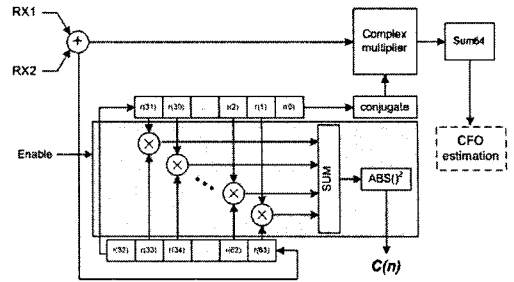 RX1
RX2
+
Complex
multiplier
Sum64
r(31) r(30) ... r(2) r(1) r(0)
conjugate
Enable
CFO
estimation
SUM
ABS()²
r(32) r(33) r(34) ... r(62) r(63)
C(n)